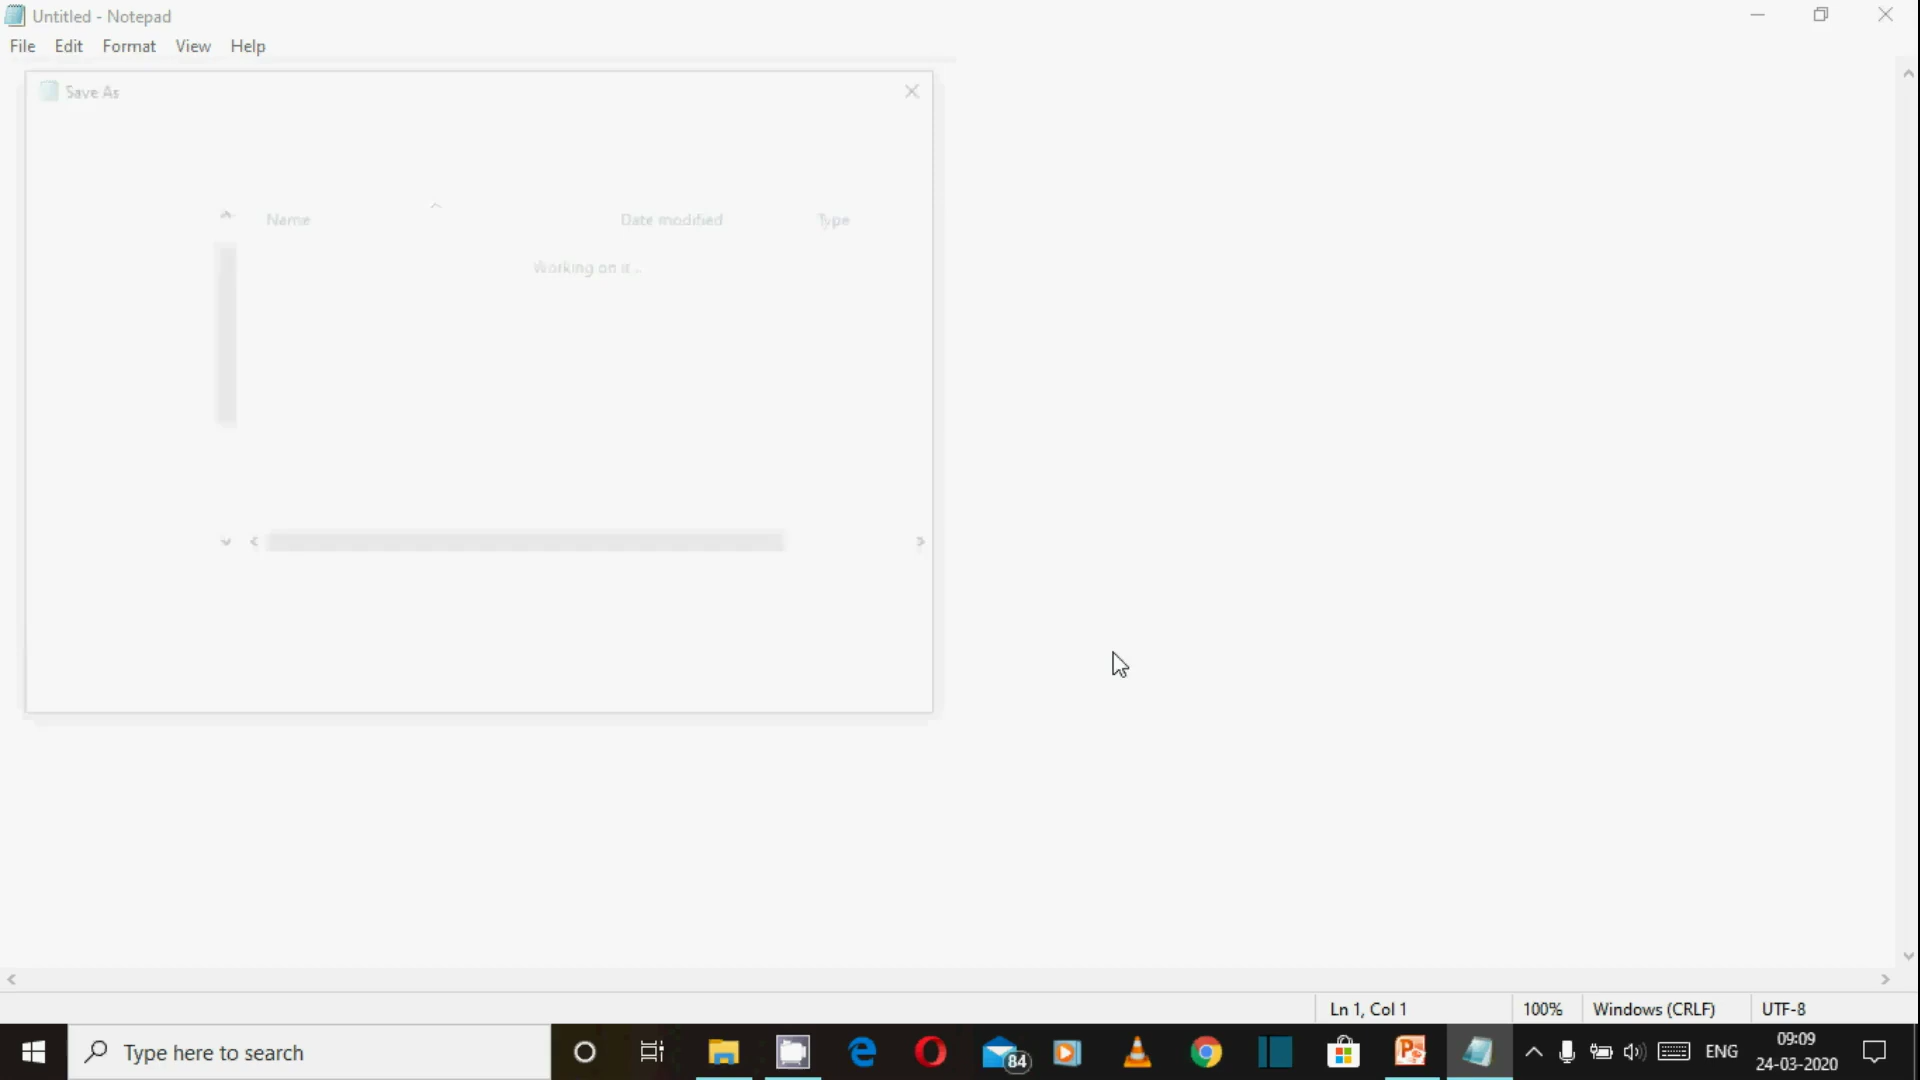 Untitled - Notepad
File Edit Format View Help
Save As
Name Date modified Type
Working on it...
Ln 1, Col 1 100% Windows (CRLF) UTF-8
Type here to search
84
ENG
09:09
24-03-2020